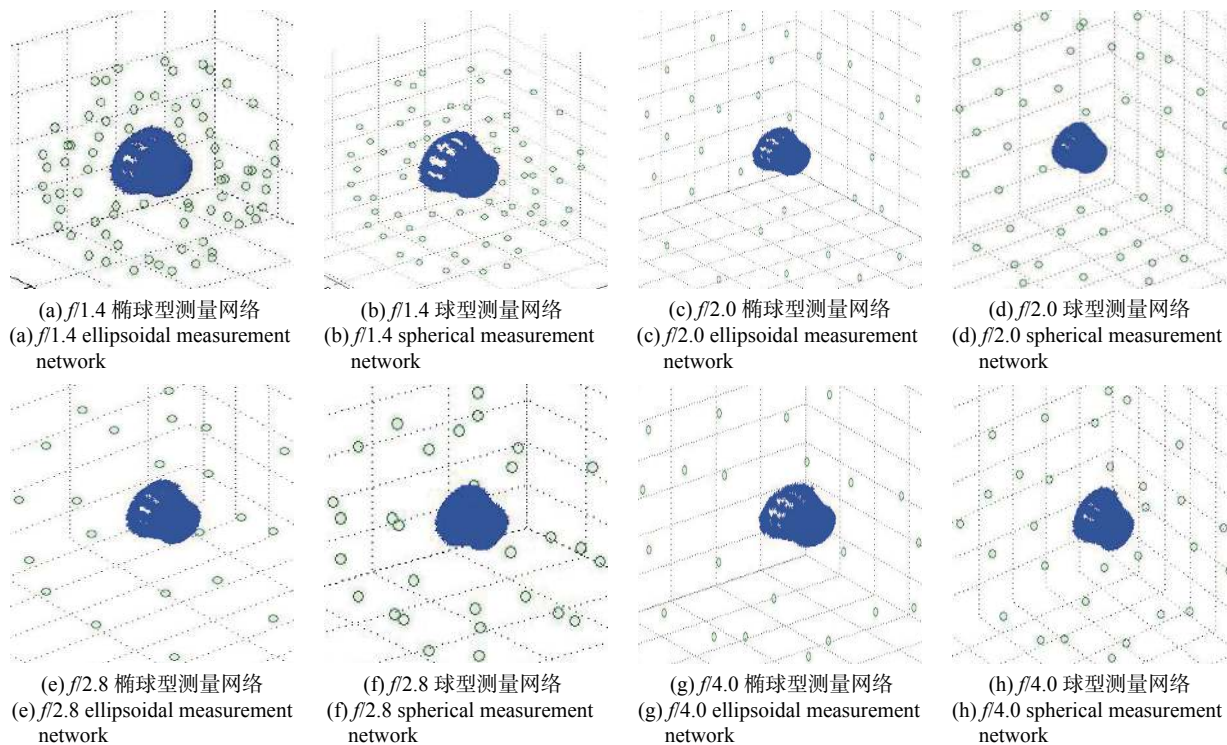 (a) f/1.4 椭球型测量网络
(a) f/1.4 ellipsoidal measurement
network
(b) f/1.4 球型测量网络
(b) f/1.4 spherical measurement
network
(c) f/2.0 椭球型测量网络
(c) f/2.0 ellipsoidal measurement
network
(d) f/2.0 球型测量网络
(d) f/2.0 spherical measurement
network
(e) f/2.8 椭球型测量网络
(e) f/2.8 ellipsoidal measurement
network
(f) f/2.8 球型测量网络
(f) f/2.8 spherical measurement
network
(g) f/4.0 椭球型测量网络
(g) f/4.0 ellipsoidal measurement
network
(h) f/4.0 球型测量网络
(h) f/4.0 spherical measurement
network